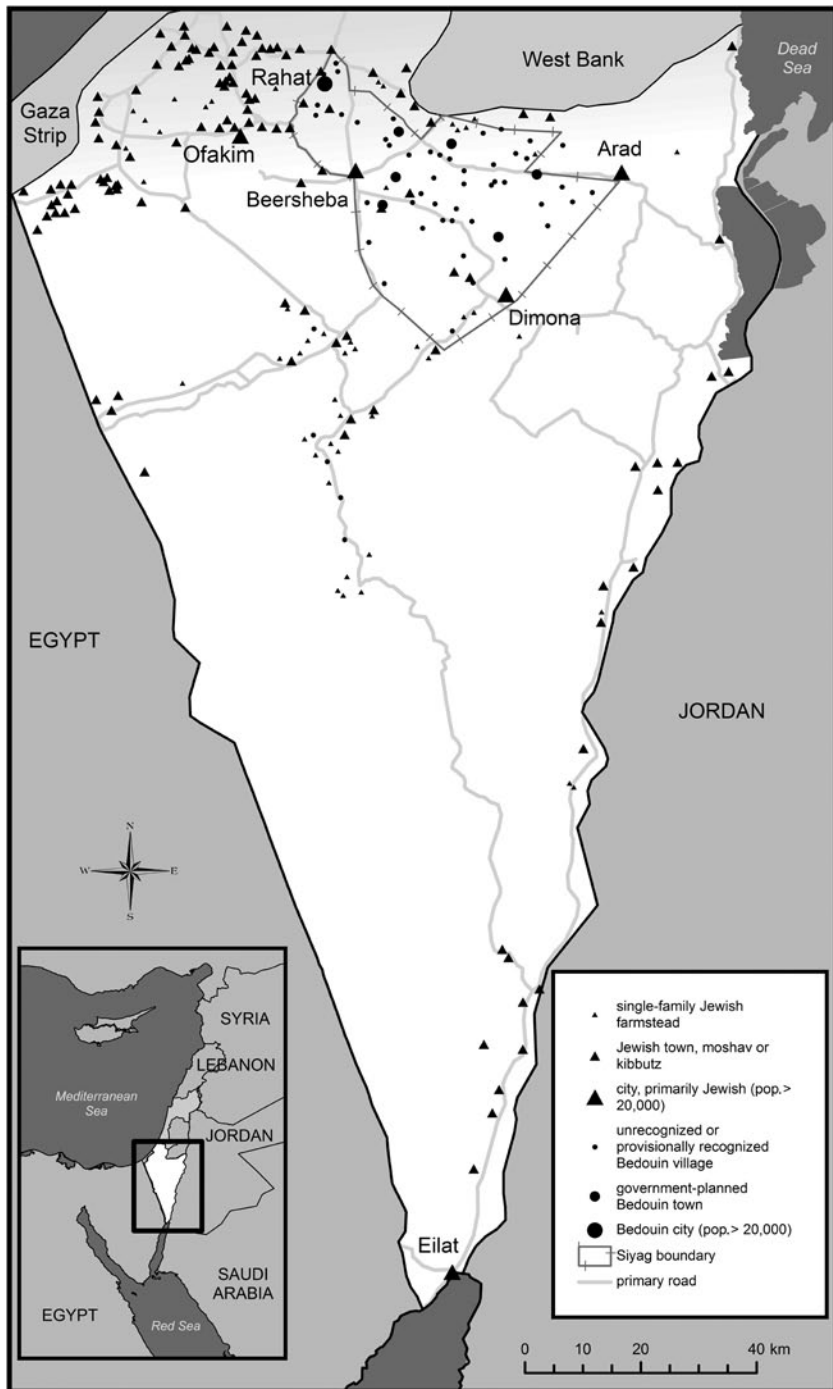 Dead
Sea
West Bank
Rahat
Gaza
Strip
Ofakim
Arad
Beersheba
Dimona
EGYPT
JORDAN
N
W
E
S
SYRIA
LEBANON
Mediterranean
Sea
JORDAN
SAUDI
ARABIA
EGYPT
Red Sea
Eilat
single-family Jewish
farmstead
Jewish town, moshav or
kibbutz
city, primarily Jewish (pop.>
20,000)
unrecognized or
provisionally recognized
Bedouin village
government-planned
Bedouin town
Bedouin city (pop.> 20,000)
Siyag boundary
primary road
0 10 20 40 km